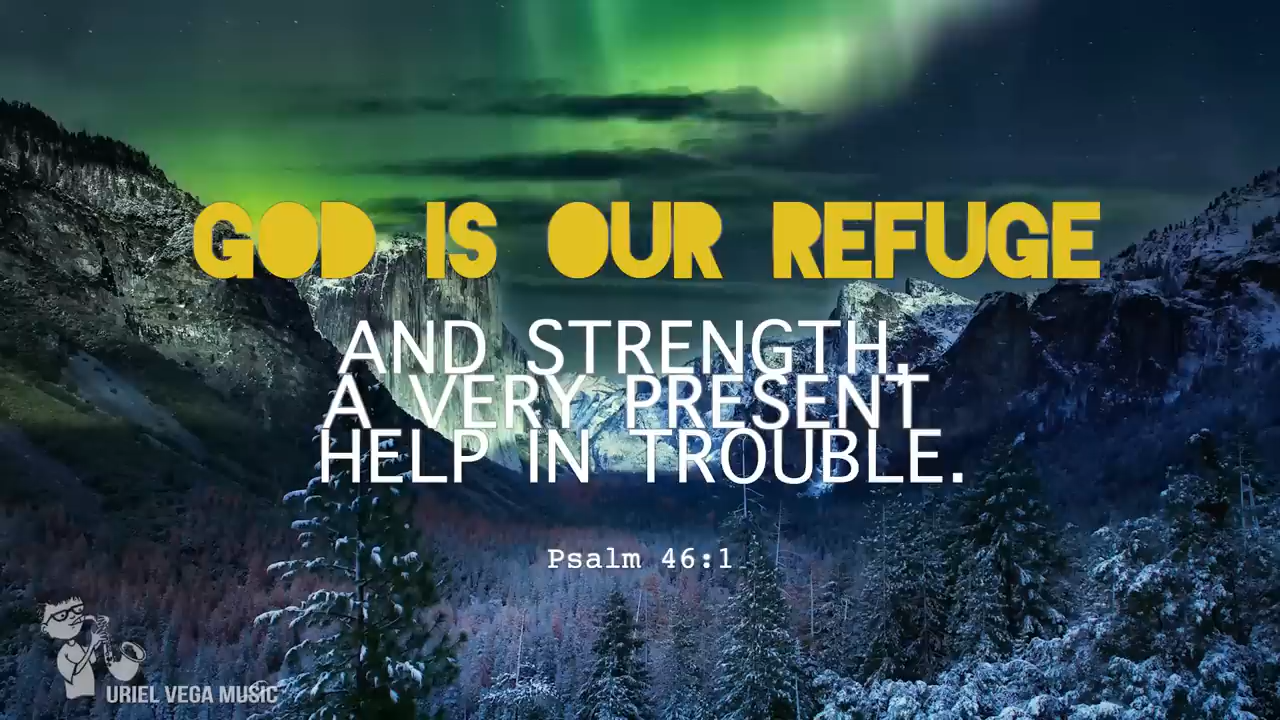 GOD IS OUR REFUGE
AND STRENGTH,
A VERY PRESENT
HELP IN TROUBLE.
Psalm 46:1
URIEL VEGA MUSIC